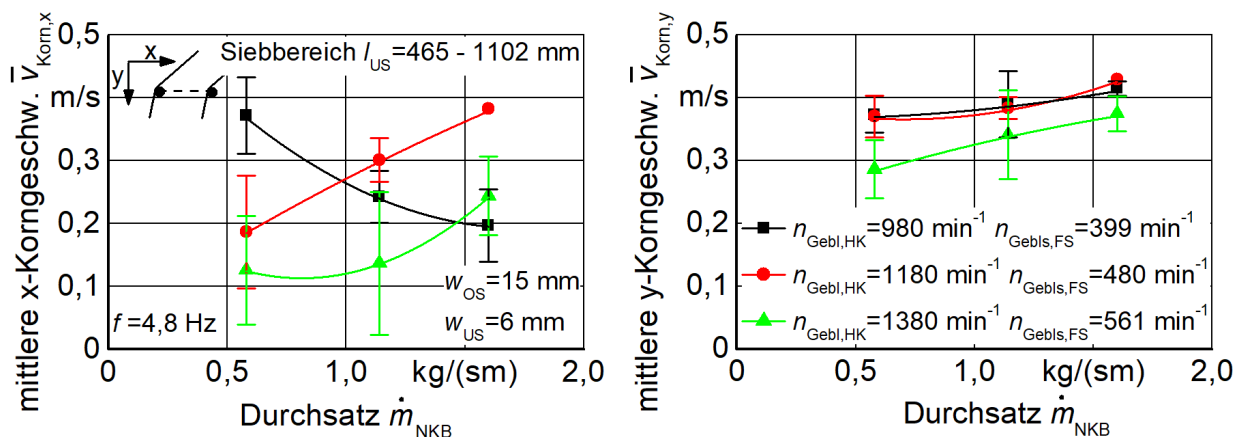 mittlere x-Korngeschw. v̅Korn,x
0,5
m/s
0,3
0,2
0,1
0
x
y
Siebbereich lUS=465 - 1102 mm
wOS=15 mm
wUS=6 mm
f=4,8 Hz
0 0,5 1,0 kg/(sm) 2,0
Durchsatz ṁNKB
mittlere y-Korngeschw. v̅Korn,y
0,5
m/s
0,3
0,2
0,1
0
nGebl,HK=980 min-1 nGebls,FS=399 min-1
nGebl,HK=1180 min-1 nGebls,FS=480 min-1
nGebl,HK=1380 min-1 nGebls,FS=561 min-1
0 0,5 1,0 kg/(sm) 2,0
Durchsatz ṁNKB